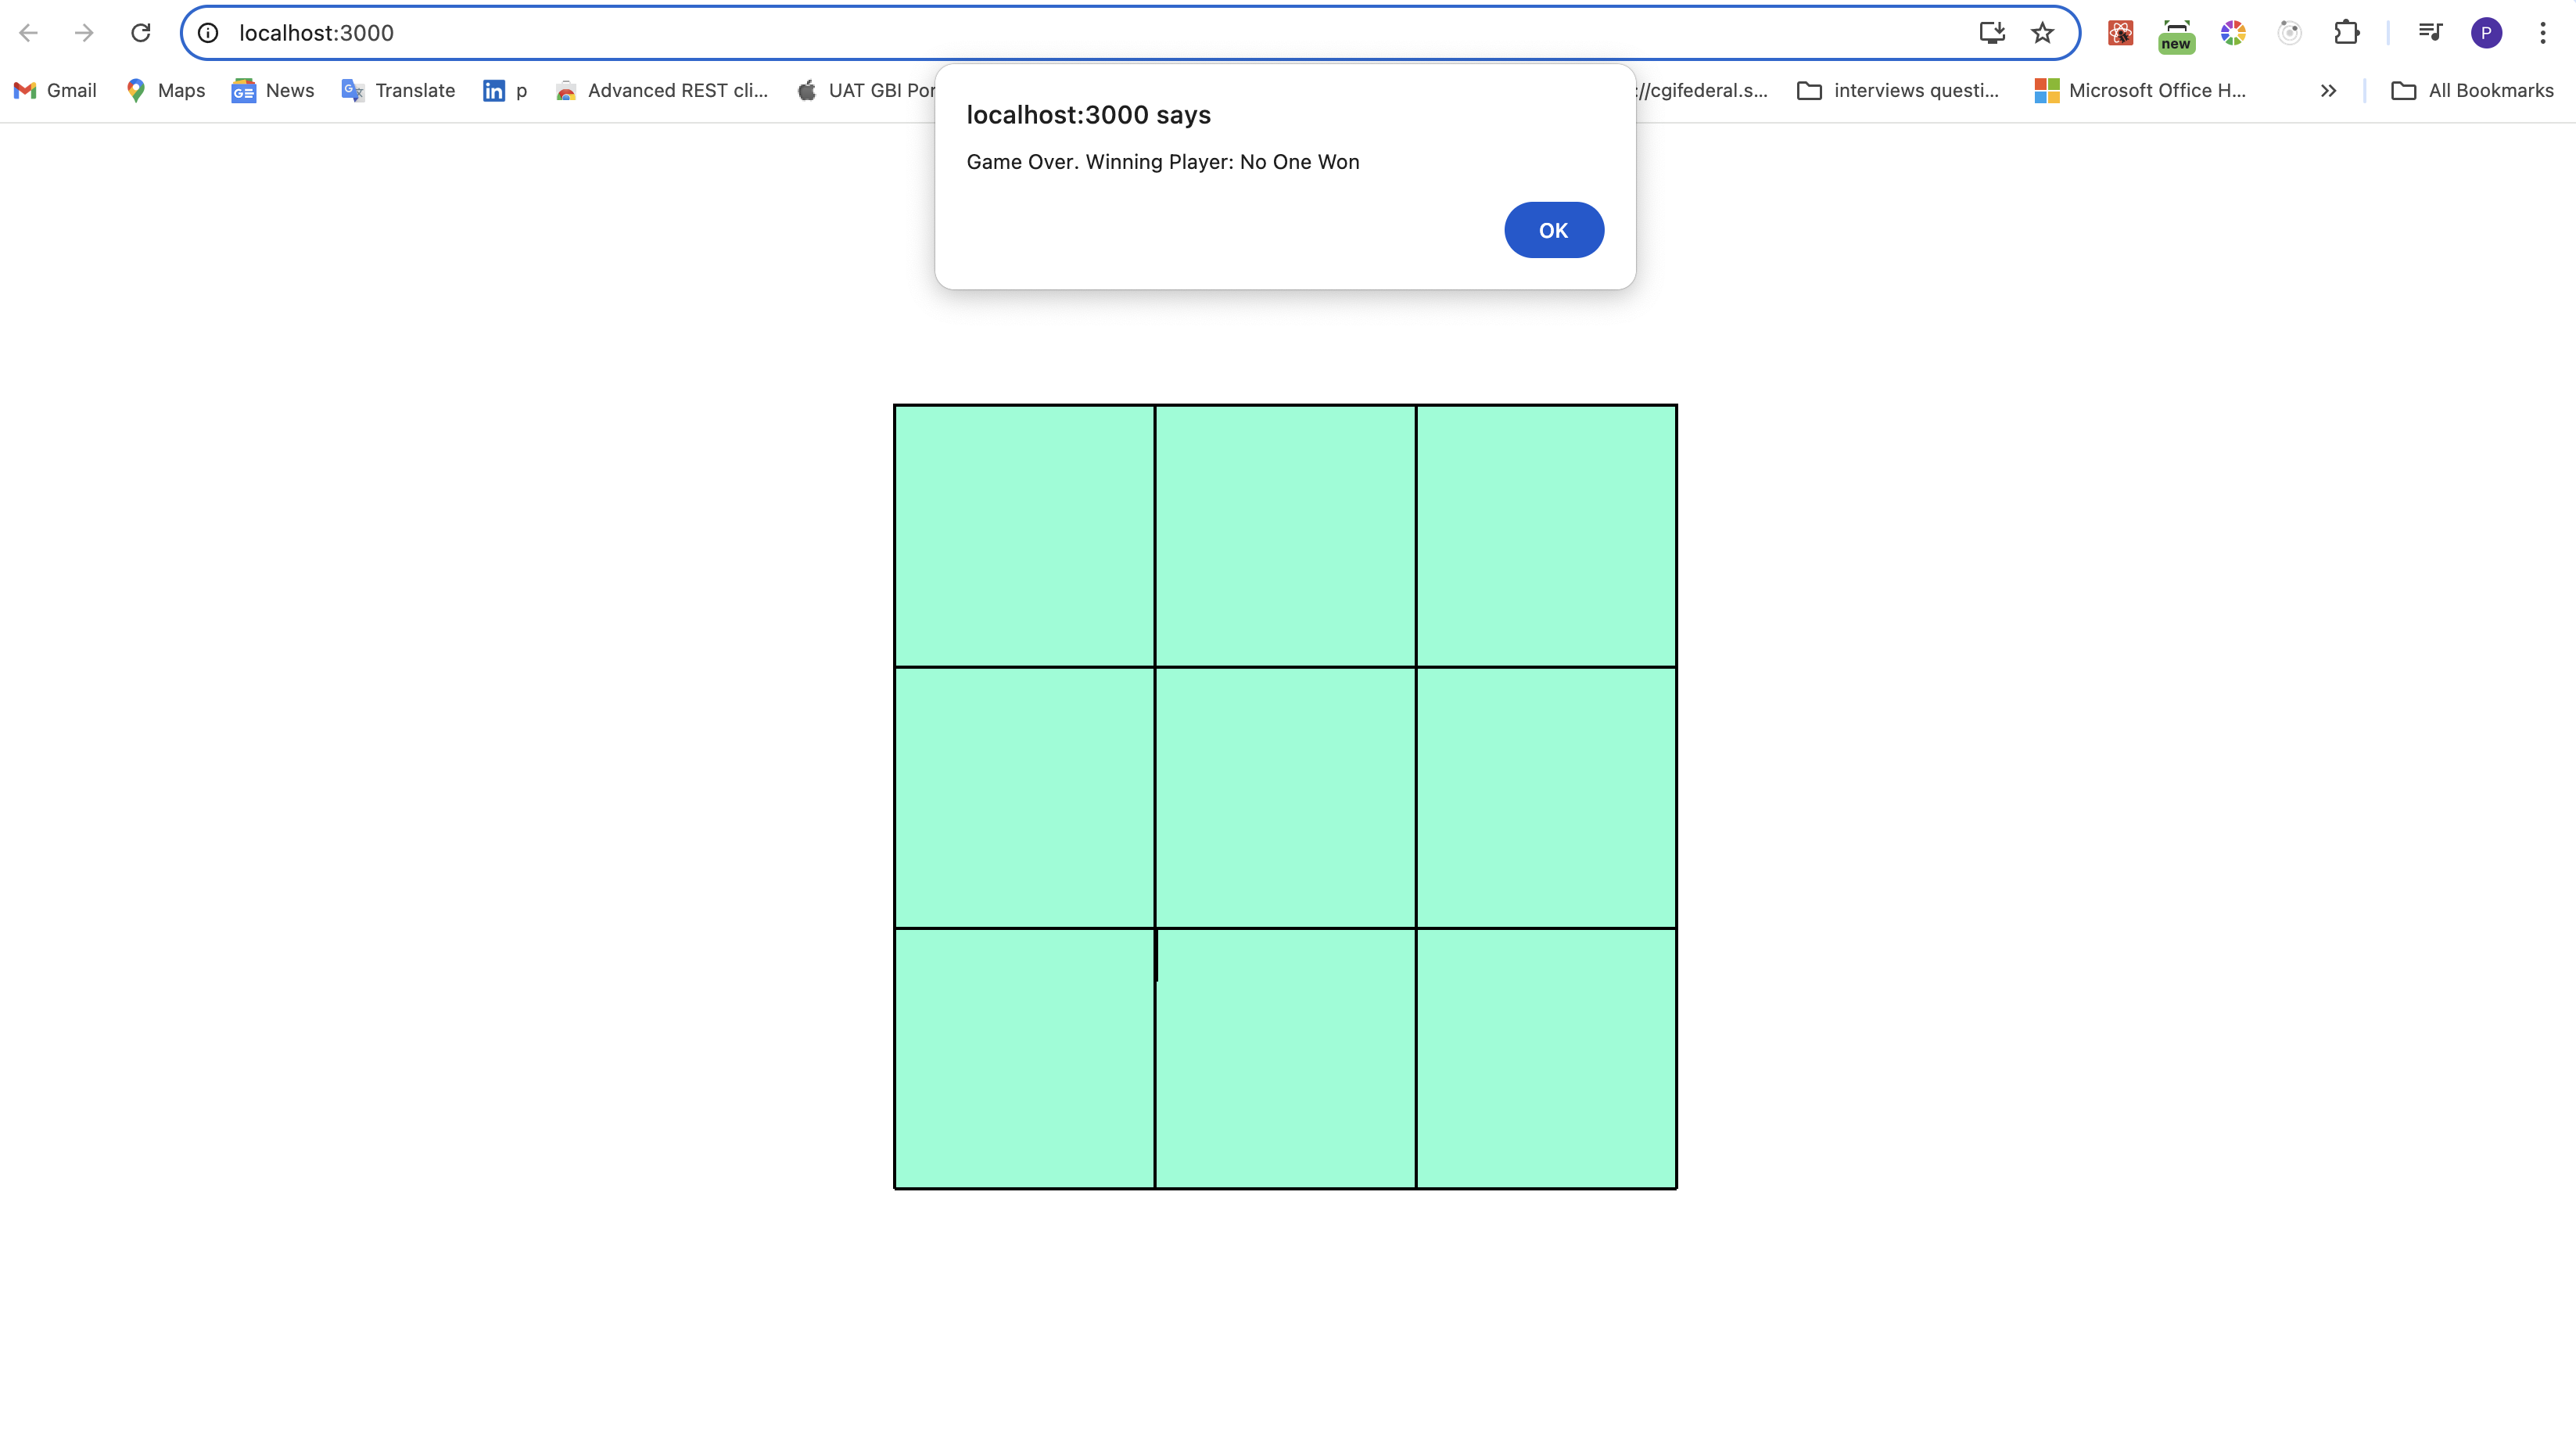 localhost:3000
new
P
Gmail Maps News Translate p Advanced REST cli... UAT GBI Por ://cgifederal.s... interviews questi... Microsoft Office H... » All Bookmarks
localhost:3000 says
Game Over. Winning Player: No One Won
OK